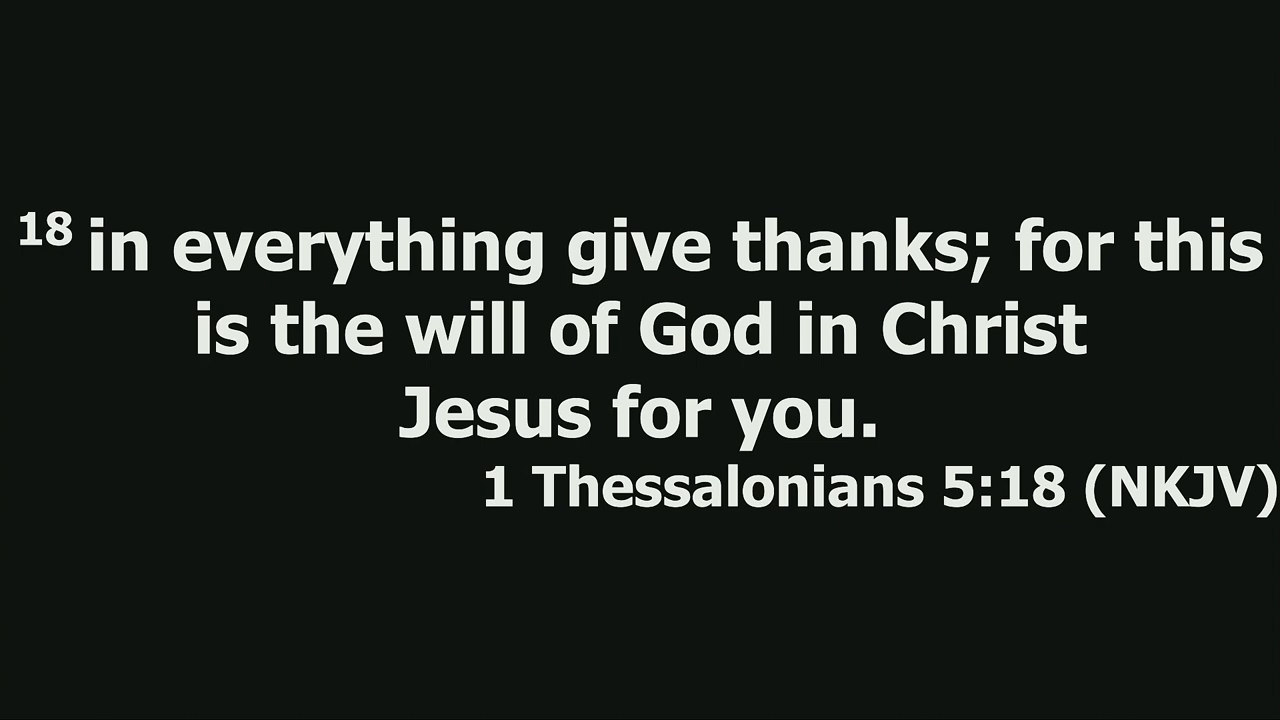 18 in everything give thanks; for this
is the will of God in Christ
Jesus for you.
1 Thessalonians 5:18 (NKJV)